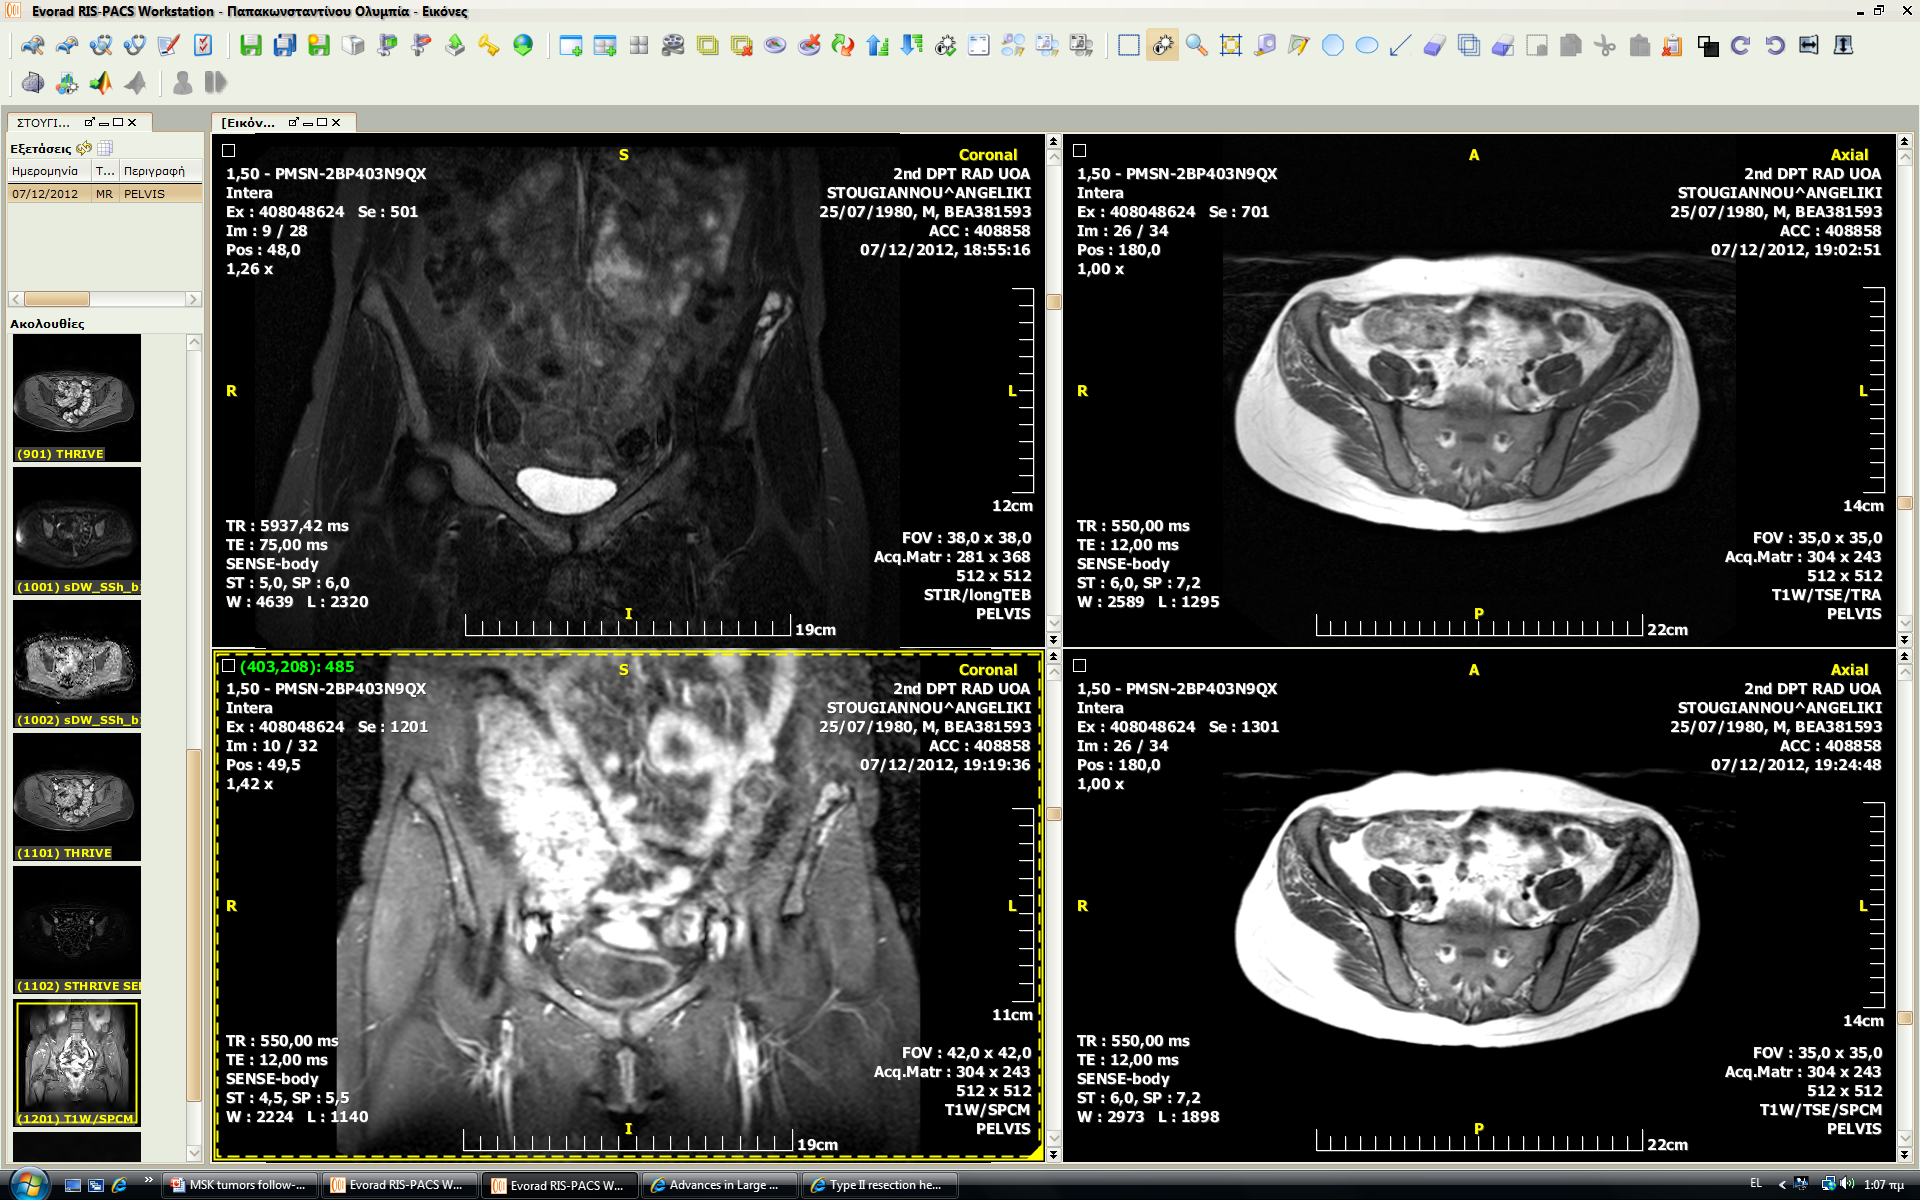 Evorad RIS-PACS Workstation - Παπακωνσταντίνου Ολυμπία - Εικόνες
ΣΤΟΥΓΙ...
[Εικόν...
Εξετάσεις
Ημερομηνία Τ... Περιγραφή
07/12/2012 MR PELVIS
Ακολουθίες
(901) THRIVE
(1001) sDW_SSh_b
(1002) sDW_SSh_b
(1101) THRIVE
(1102) STHRIVE SE
(1201) T1W/SPCM
S
Coronal
1,50 - PMSN-2BP403N9QX
Intera
Ex : 408048624 Se : 501
Im : 9 / 28
Pos : 48,0
1,26 x
2nd DPT RAD UOA
STOUGIANNOU^ANGELIKI
25/07/1980, M, BEA381593
ACC : 408858
07/12/2012, 18:55:16
R
L
12cm
TR : 5937,42 ms
TE : 75,00 ms
SENSE-body
ST : 5,0, SP : 6,0
W : 4639 L : 2320
FOV : 38,0 x 38,0
Acq.Matr : 281 x 368
512 x 512
STIR/longTEB
PELVIS
I
19cm
A
Axial
1,50 - PMSN-2BP403N9QX
Intera
Ex : 408048624 Se : 701
Im : 26 / 34
Pos : 180,0
1,00 x
2nd DPT RAD UOA
STOUGIANNOU^ANGELIKI
25/07/1980, M, BEA381593
ACC : 408858
07/12/2012, 19:02:51
R
L
14cm
TR : 550,00 ms
TE : 12,00 ms
SENSE-body
ST : 6,0, SP : 7,2
W : 2589 L : 1295
FOV : 35,0 x 35,0
Acq.Matr : 304 x 243
512 x 512
T1W/TSE/TRA
PELVIS
P
22cm
(403,208): 485
S
Coronal
1,50 - PMSN-2BP403N9QX
Intera
Ex : 408048624 Se : 1201
Im : 10 / 32
Pos : 49,5
1,42 x
2nd DPT RAD UOA
STOUGIANNOU^ANGELIKI
25/07/1980, M, BEA381593
ACC : 408858
07/12/2012, 19:19:36
R
L
11cm
TR : 550,00 ms
TE : 12,00 ms
SENSE-body
ST : 4,5, SP : 5,5
W : 2224 L : 1140
FOV : 42,0 x 42,0
Acq.Matr : 304 x 243
512 x 512
T1W/SPCM
PELVIS
I
19cm
A
Axial
1,50 - PMSN-2BP403N9QX
Intera
Ex : 408048624 Se : 1301
Im : 26 / 34
Pos : 180,0
1,00 x
2nd DPT RAD UOA
STOUGIANNOU^ANGELIKI
25/07/1980, M, BEA381593
ACC : 408858
07/12/2012, 19:24:48
R
L
14cm
TR : 550,00 ms
TE : 12,00 ms
SENSE-body
ST : 6,0, SP : 7,2
W : 2973 L : 1898
FOV : 35,0 x 35,0
Acq.Matr : 304 x 243
512 x 512
T1W/TSE/SPCM
PELVIS
P
22cm
MSK tumors follow-...
Evorad RIS-PACS W...
Evorad RIS-PACS W...
Advances in Large ...
Type II resection he...
EL
1:07 πμ